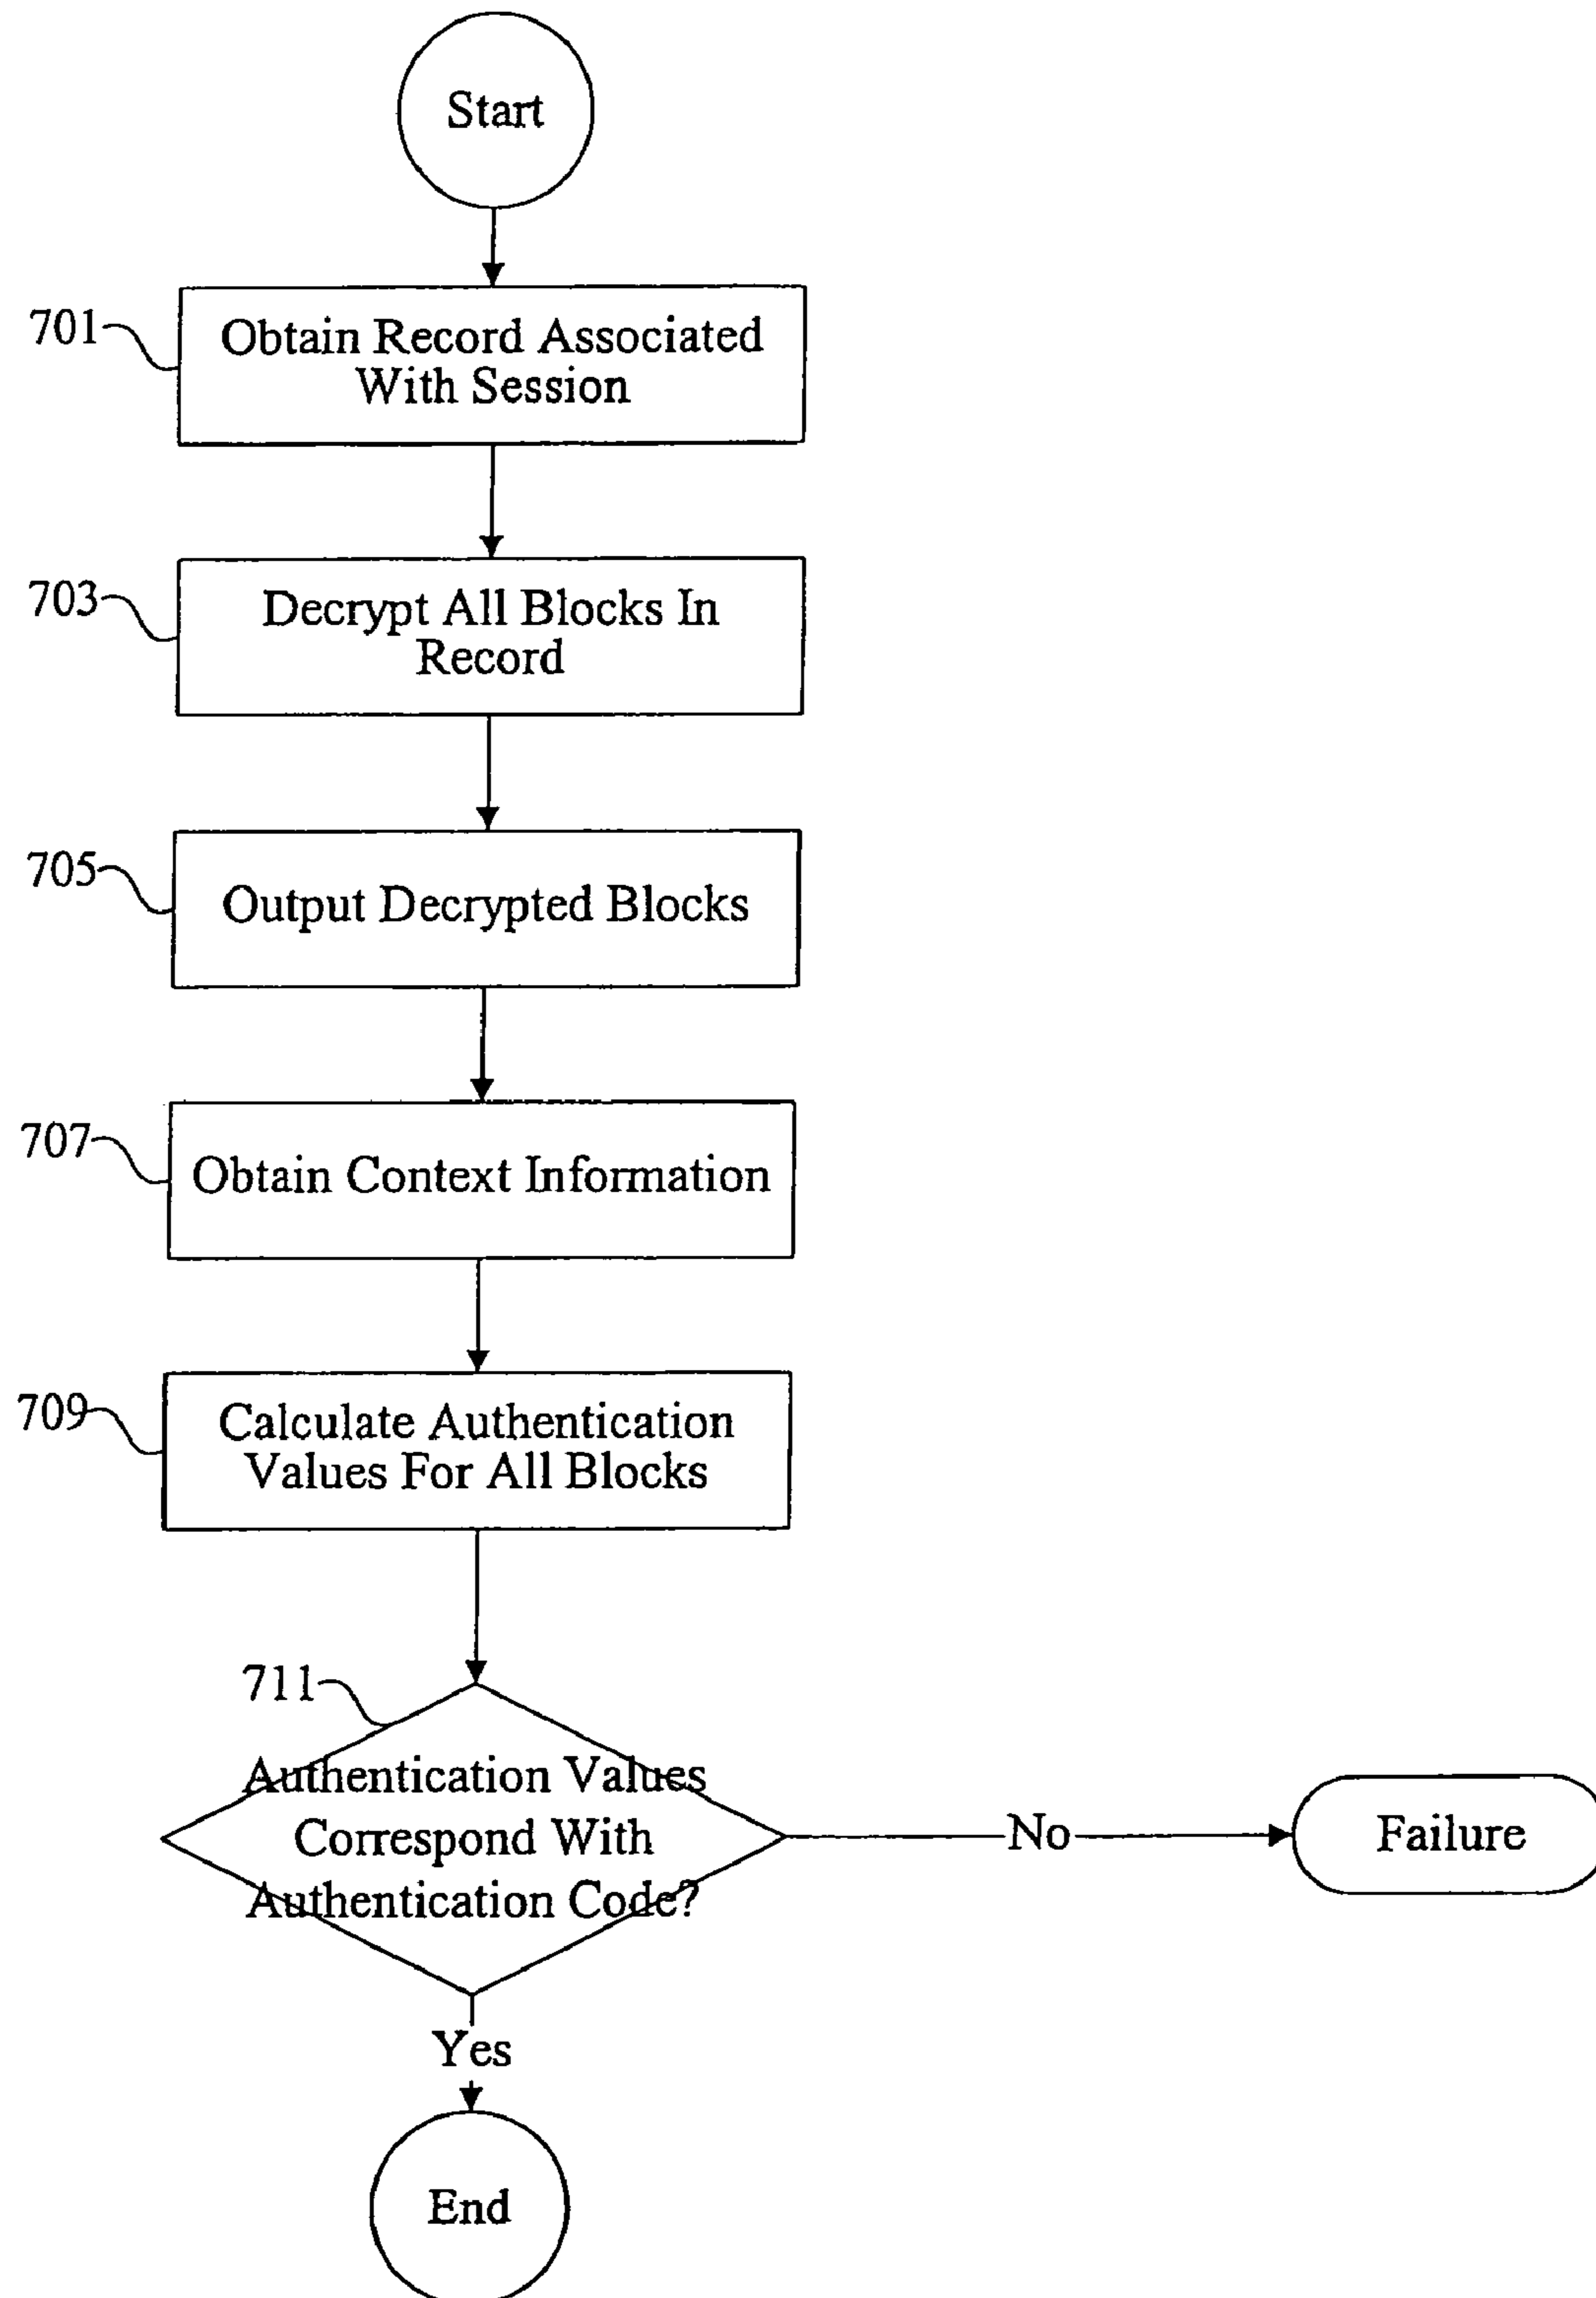 Start
701
Obtain Record Associated
With Session
703
Decrypt All Blocks In
Record
705
Output Decrypted Blocks
707
Obtain Context Information
709
Calculate Authentication
Values For All Blocks
711
Authentication Values
Correspond With
Authentication Code?
No
Failure
Yes
End